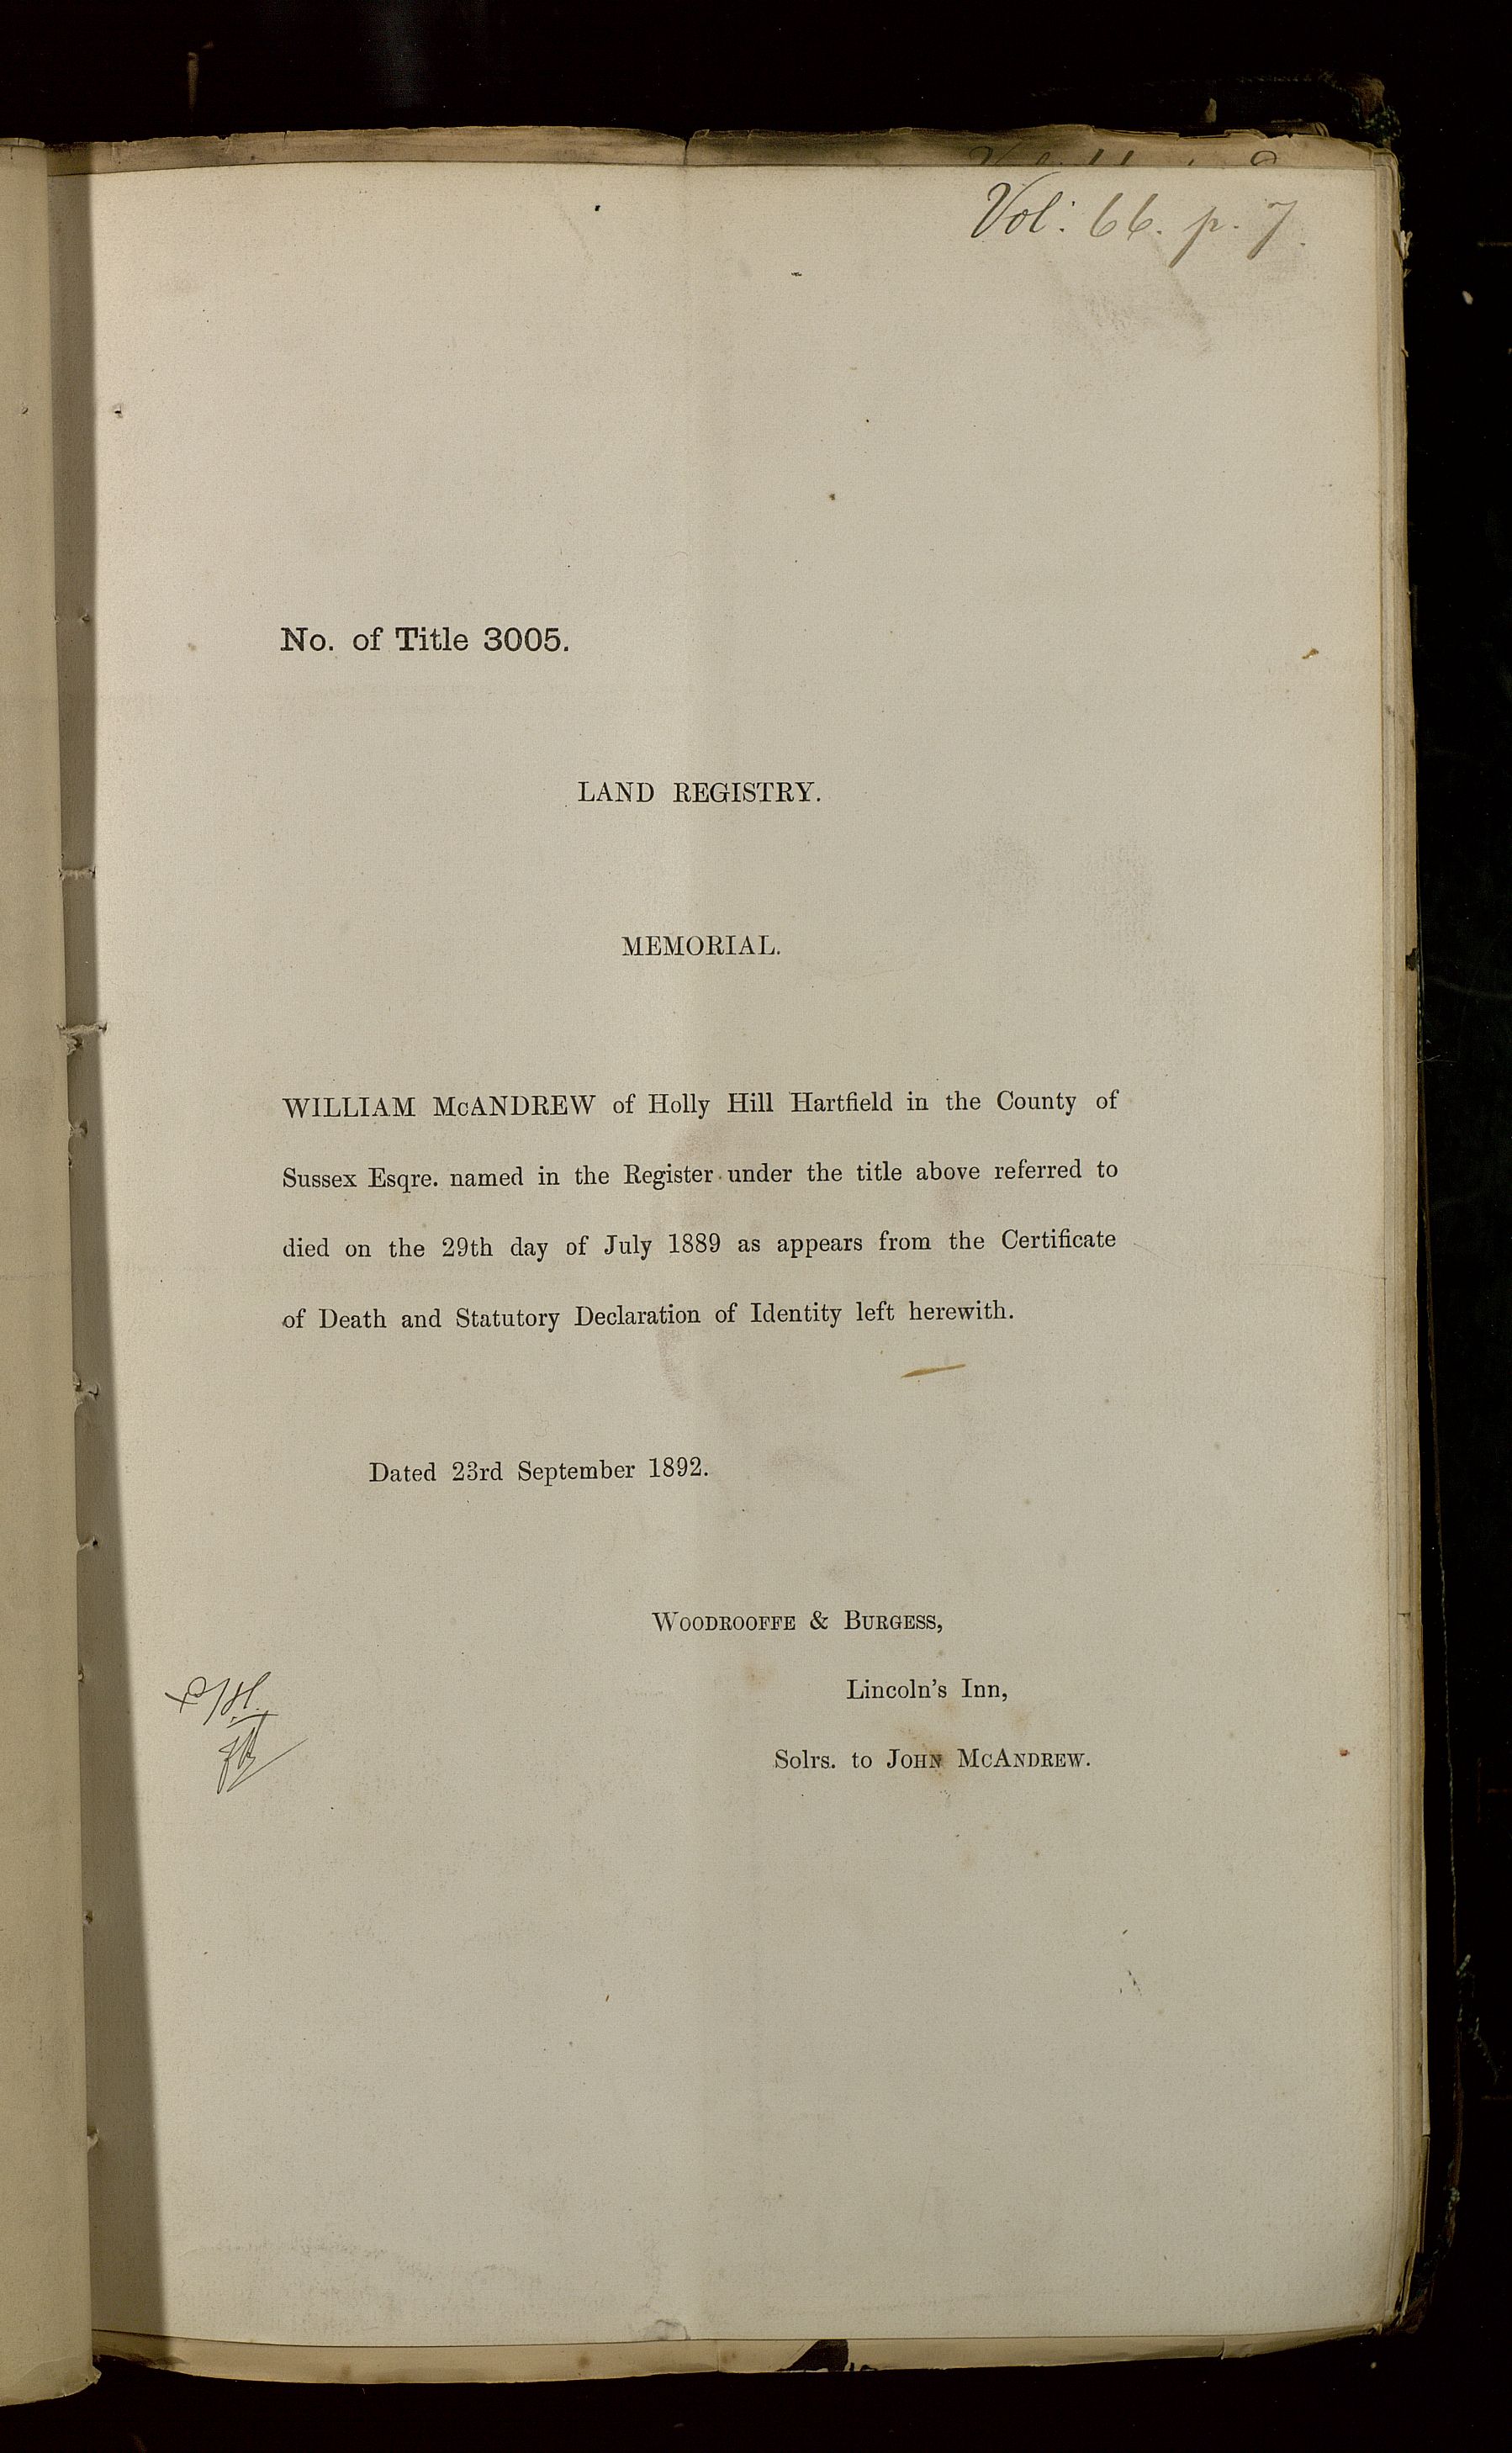 Vol: 66. p. 7.
No. of Title 3005.
LAND REGISTRY.
MEMORIAL.
WILLIAM McANDREW of Holly Hill Hartfield in the County of
Sussex Esqre. named in the Register under the title above referred to
died on the 29th day of July 1889 as appears from the Certificate
of Death and Statutory Declaration of Identity left herewith.
Dated 23rd September 1892.
WOODROOFFE & BURGESS,
Lincoln's Inn,
Solrs. to JOHN McANDREW.